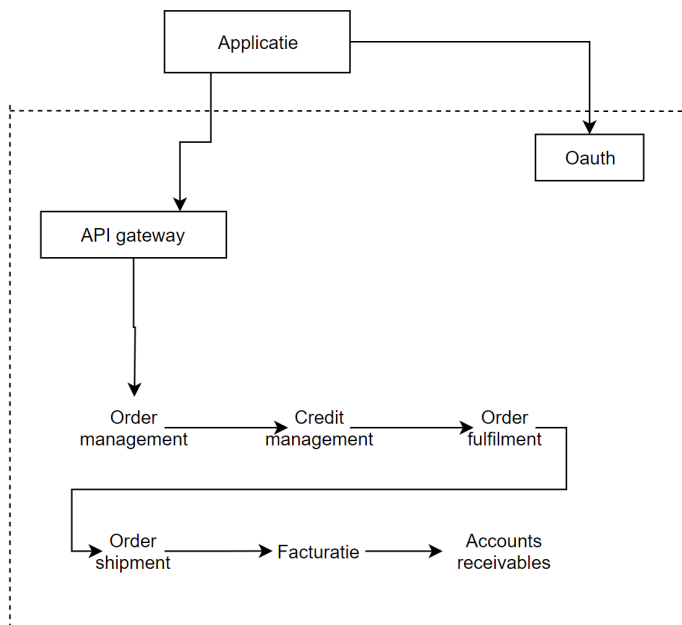 Applicatie
Oauth
API gateway
Order
management
Credit
management
Order
fulfilment
Order
shipment
Facturatie
Accounts
receivables